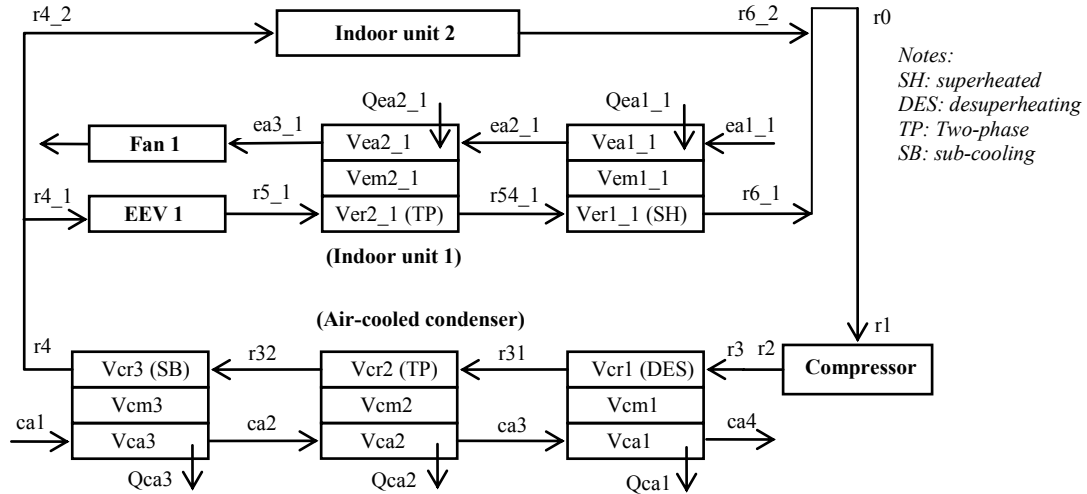 r4_2
Indoor unit 2
r6_2
r0
Notes:
SH: superheated
DES: desuperheating
TP: Two-phase
SB: sub-cooling
Qea2_1
Qea1_1
Fan 1
ea3_1
Vea2_1
ea2_1
Vea1_1
ea1_1
Vem2_1
Vem1_1
r4_1
EEV 1
r5_1
Ver2_1 (TP)
r54_1
Ver1_1 (SH)
r6_1
(Indoor unit 1)
(Air-cooled condenser)
r1
r4
Vcr3 (SB)
r32
Vcr2 (TP)
r31
Vcr1 (DES)
r3
r2
Compressor
Vcm3
Vcm2
Vcm1
ca1
Vca3
ca2
Vca2
ca3
Vca1
ca4
Qca3
Qca2
Qca1